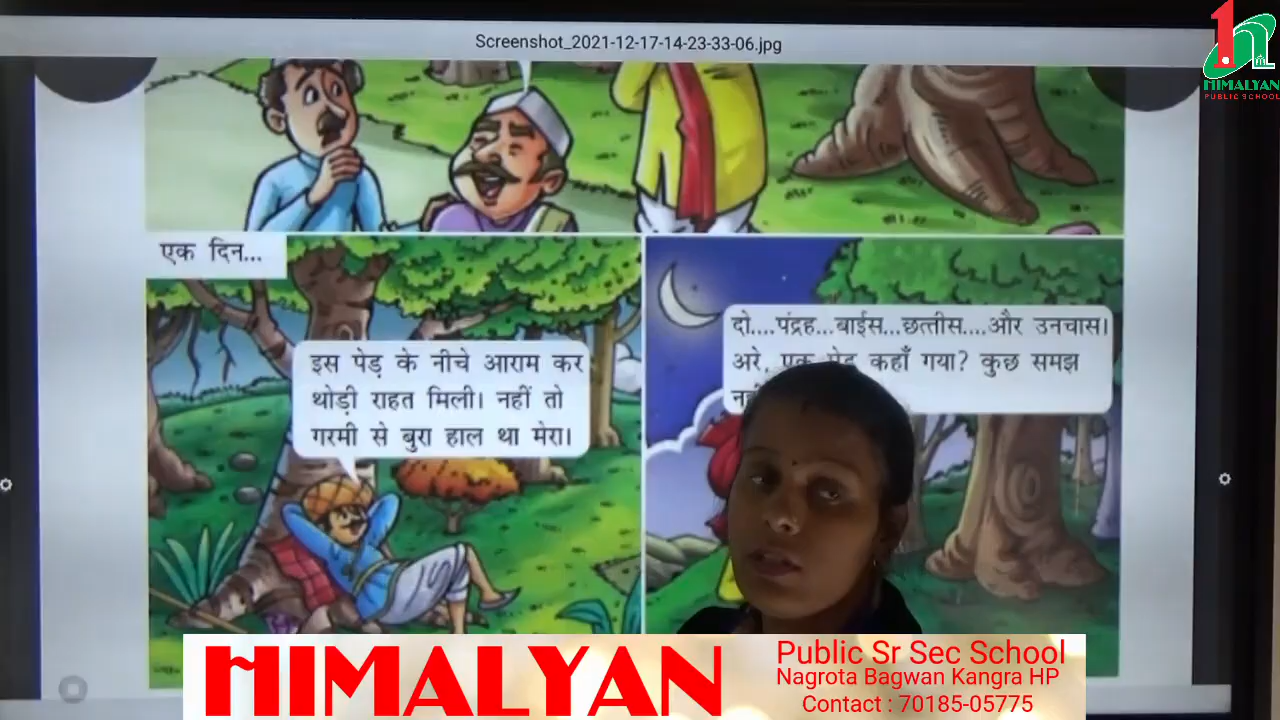 Screenshot_2021-12-17-14-23-33-06.jpg
HIMALYAN
PUBLIC SCHOOL
एक दिन...
इस पेड़ के नीचे आराम कर
थोड़ी राहत मिली। नहीं तो
गरमी से बुरा हाल था मेरा।
दो....पंद्रह...बाईस...छत्तीस....और उनचास।
अरे, एक पेड़ कहाँ गया? कुछ समझ
HIMALYAN
Public Sr Sec School
Nagrota Bagwan Kangra HP
Contact : 70185-05775